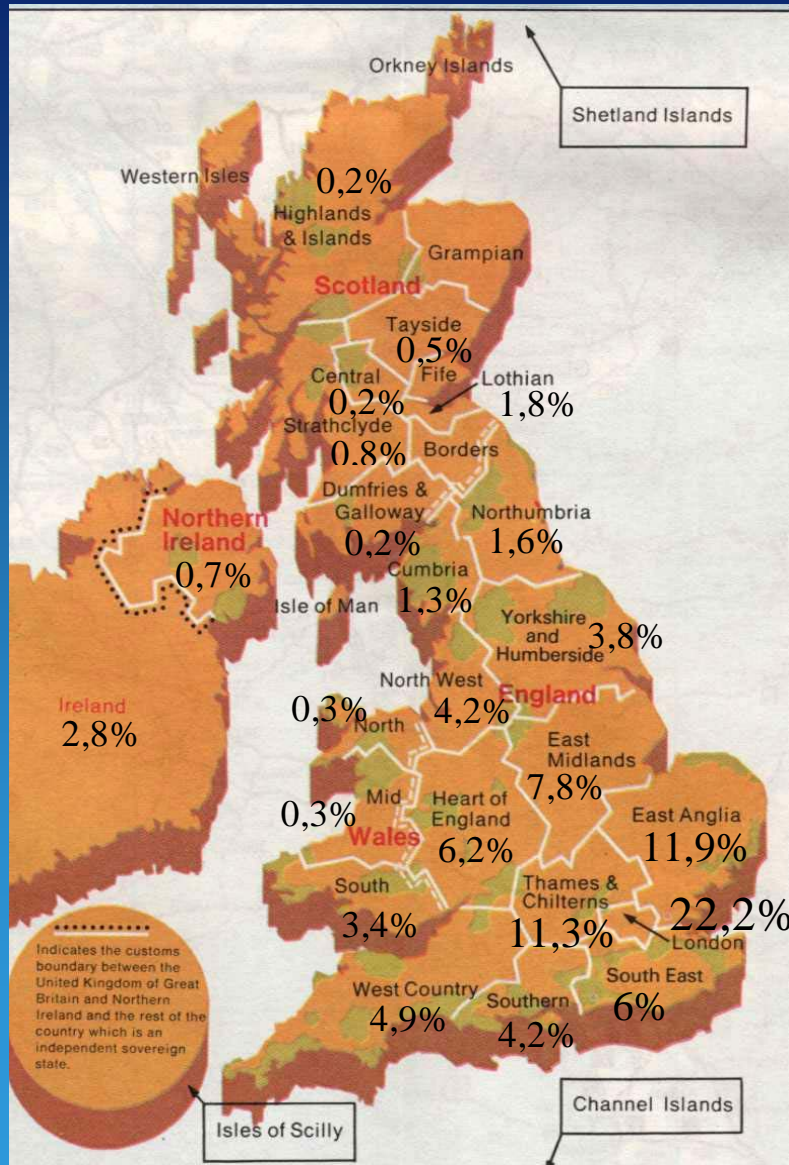 Orkney Islands
Shetland Islands
Western Isles
0,2%
Highlands
& Islands
Grampian
Scotland
Tayside
0,5%
Central
Fife
Lothian
0,2%
1,8%
Strathclyde
0,8%
Borders
Dumfries &
Galloway
0,2%
Northern
Ireland
0,7%
Northumbria
1,6%
Cumbria
1,3%
Isle of Man
Yorkshire
and
Humberside
3,8%
North West
4,2%
England
Ireland
2,8%
0,3%
North
East
Midlands
7,8%
Mid
0,3%
Wales
Heart of
England
6,2%
East Anglia
11,9%
South
3,4%
Thames &
Chilterns
11,3%
22,2%
London
West Country
4,9%
Southern
4,2%
South East
6%
Indicates the customs
boundary between the
United Kingdom of Great
Britain and Northern
Ireland and the rest of the
country which is an
independent sovereign
state.
Isles of Scilly
Channel Islands